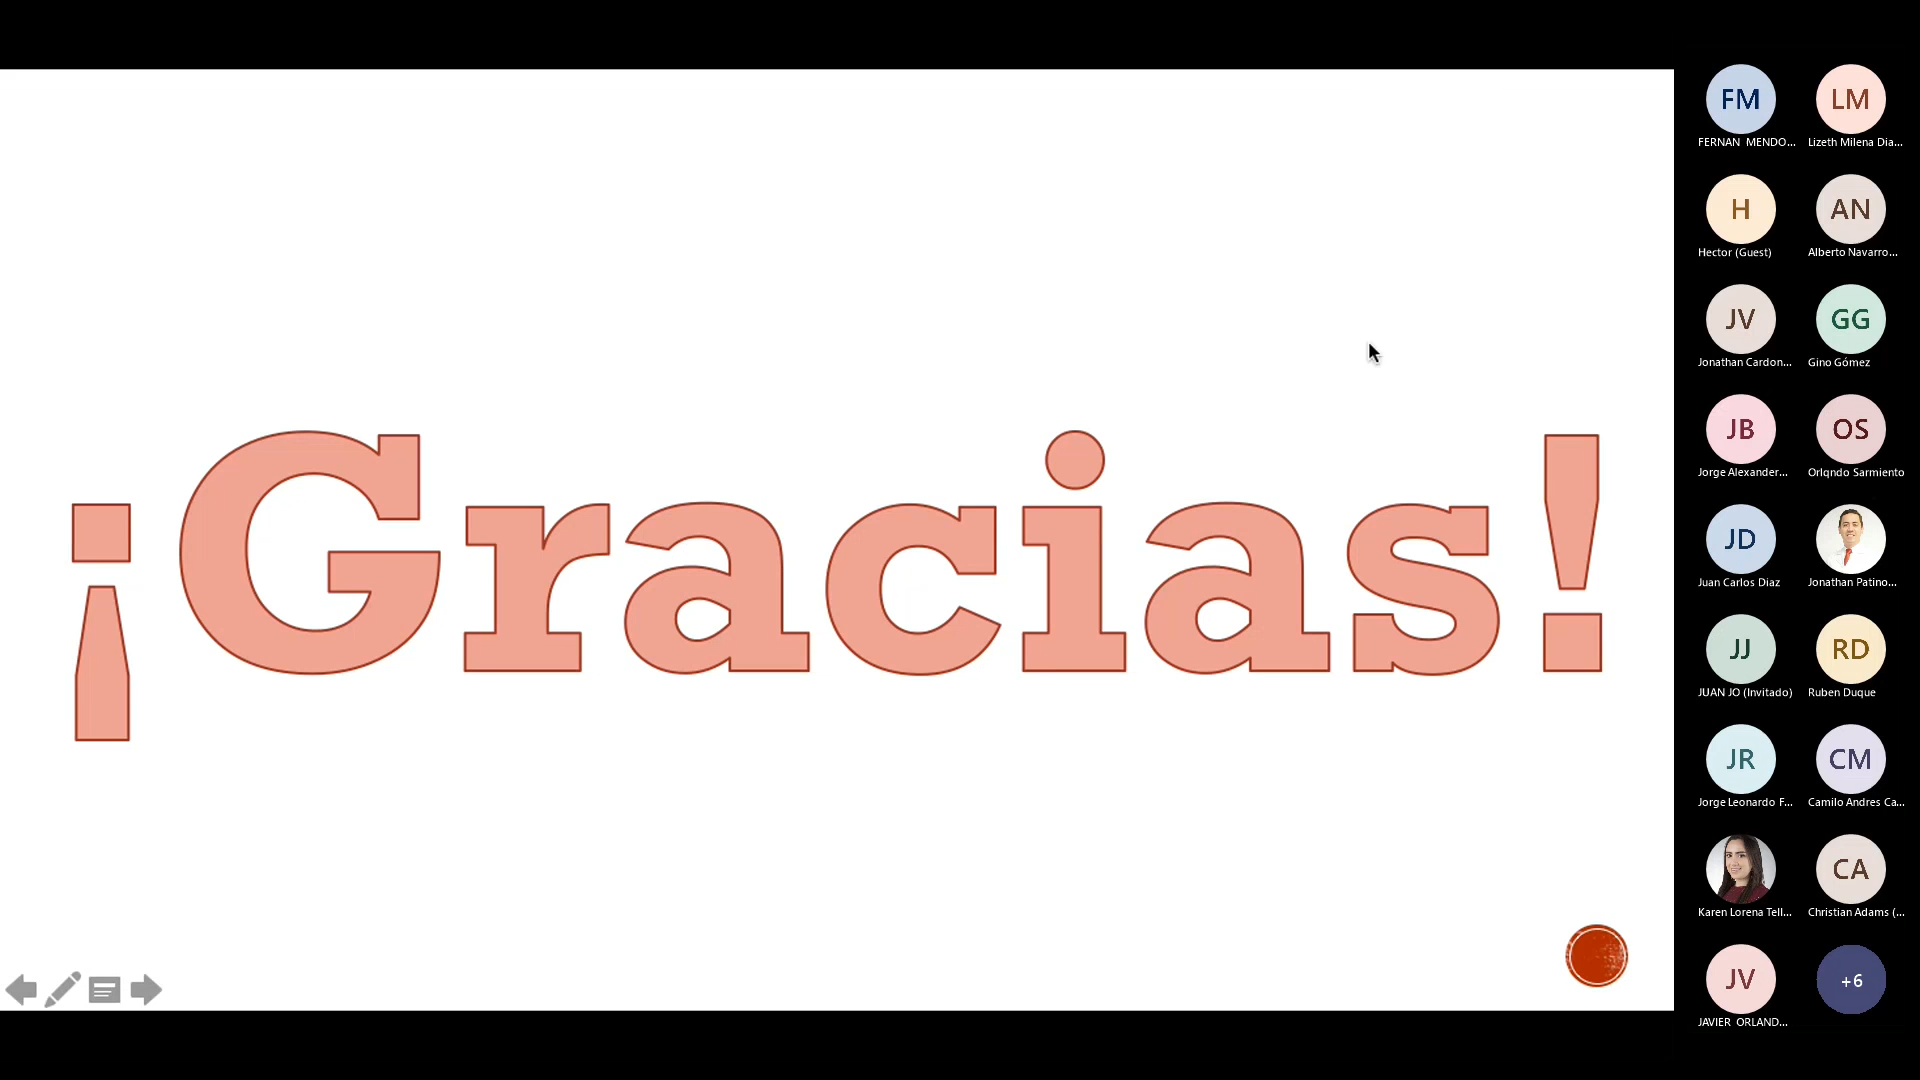 ¡Gracias!
FM LM
FERNAN MENDO... Lizeth Milena Dia...
H AN
Hector (Guest) Alberto Navarro...
JV GG
Jonathan Cardon... Gino Gómez
JB OS
Jorge Alexander... Orlqndo Sarmiento
JD
Juan Carlos Diaz Jonathan Patino...
JJ RD
JUAN JO (Invitado) Ruben Duque
JR CM
Jorge Leonardo F... Camilo Andres Ca...
CA
Karen Lorena Tell... Christian Adams (...
JV +6
JAVIER ORLAND...